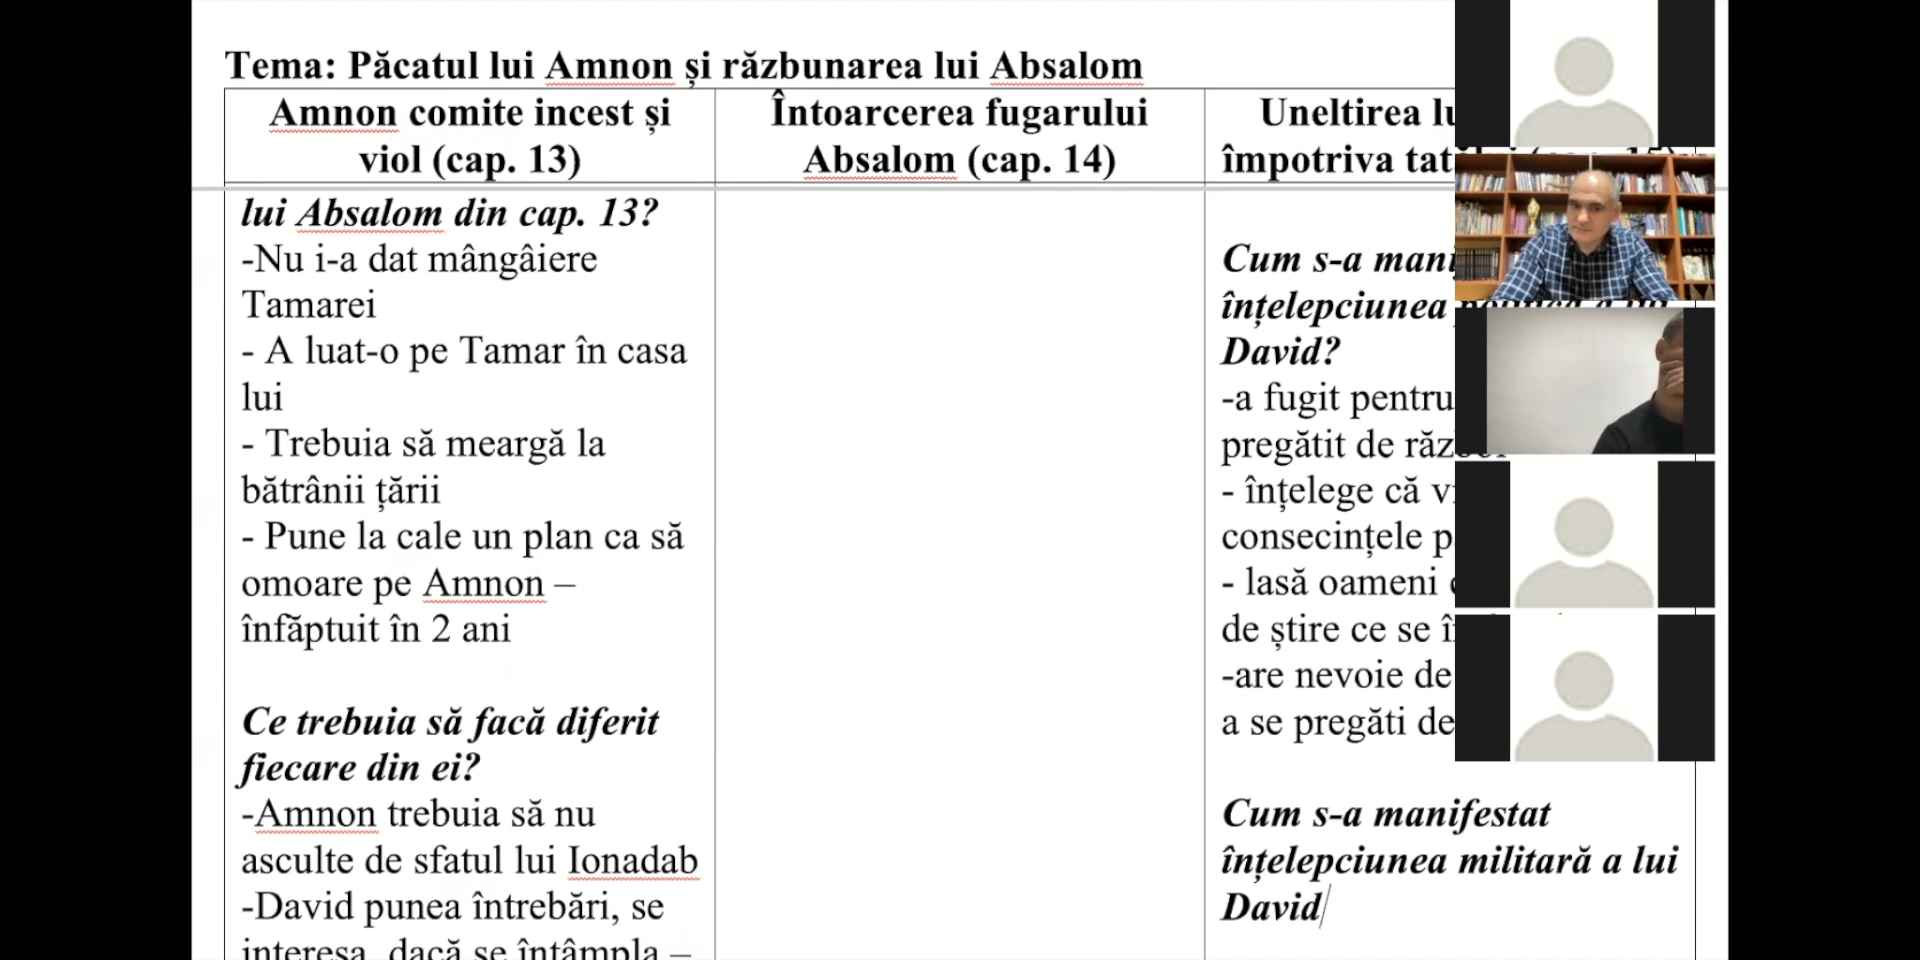 Tema: Păcatul lui Amnon și răzbunarea lui Absalom
Amnon comite incest și
viol (cap. 13)
lui Absalom din cap. 13?
-Nu i-a dat mângâiere
Tamarei
- A luat-o pe Tamar în casa
lui
- Trebuia să meargă la
bătrânii țării
- Pune la cale un plan ca să
omoare pe Amnon –
înfăptuit în 2 ani
Ce trebuia să facă diferit
fiecare din ei?
-Amnon trebuia să nu
asculte de sfatul lui Ionadab
-David punea întrebări, se
interesa, dacă se întâmpla –
Întoarcerea fugarului
Absalom (cap. 14)
Uneltirea
împotriva
Cum s-a
înțelepciunea
David?
-a fugit pentru
pregătit de
- înțelege că
consecințele
- lasă oameni
de știre ce se
-are nevoie de
a se pregăti de
Cum s-a manifestat
înțelepciunea militară a lui
David